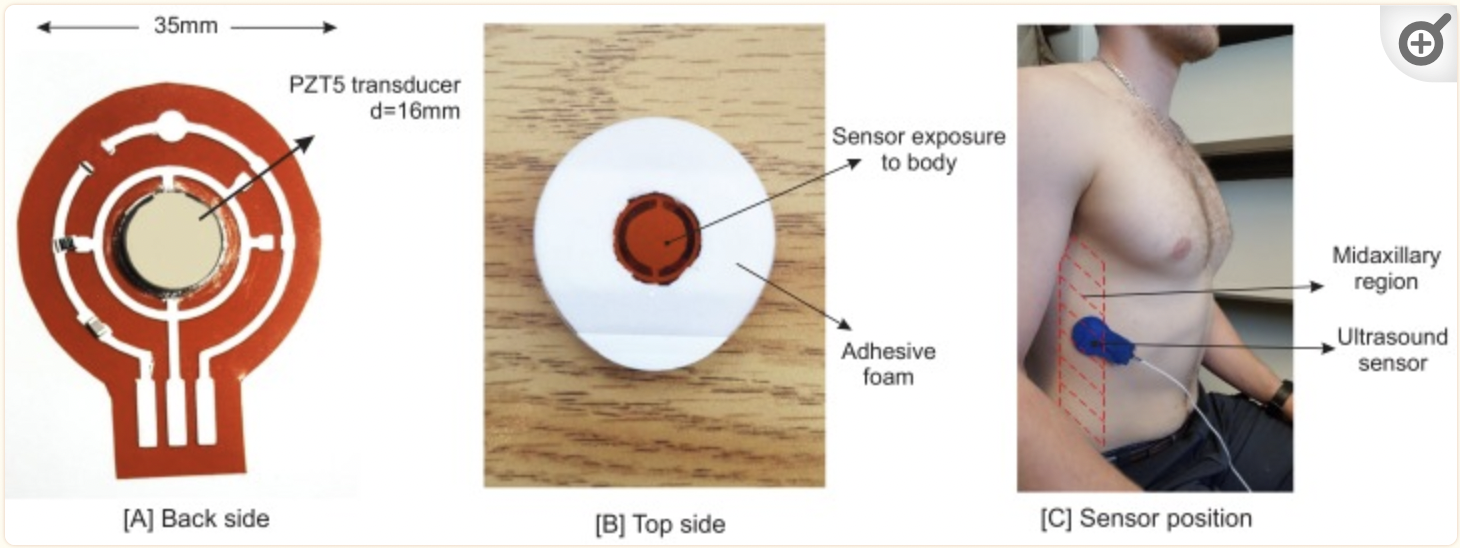 35mm
PZT5 transducer
d=16mm
[A] Back side
Sensor exposure
to body
Adhesive
foam
[B] Top side
Midaxillary
region
Ultrasound
sensor
[C] Sensor position